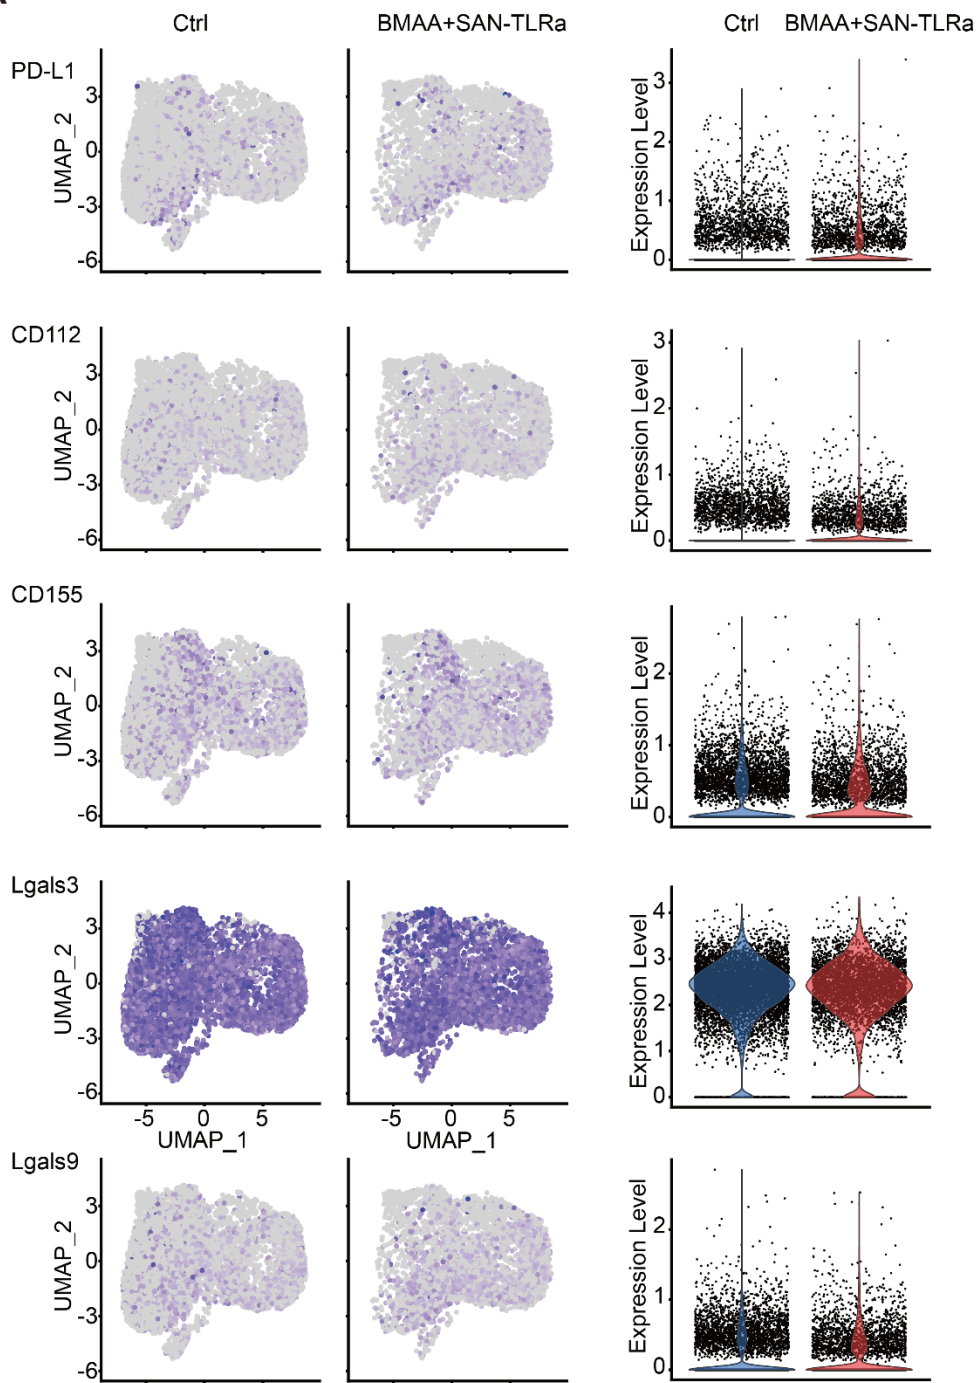 Ctrl BMAA+SAN-TLRa Ctrl BMAA+SAN-TLRa
PD-L1
UMAP_2
3
0
-3
-6
Expression Level
3
2
1
0
CD112
UMAP_2
3
0
-3
-6
Expression Level
3
2
1
0
CD155
UMAP_2
3
0
-3
-6
Expression Level
2
1
0
Lgals3
UMAP_2
3
0
-3
-6
-5 0 5 -5 0 5
UMAP_1 UMAP_1
Expression Level
4
3
2
1
0
Lgals9
UMAP_2
3
0
-3
-6
Expression Level
2
1
0